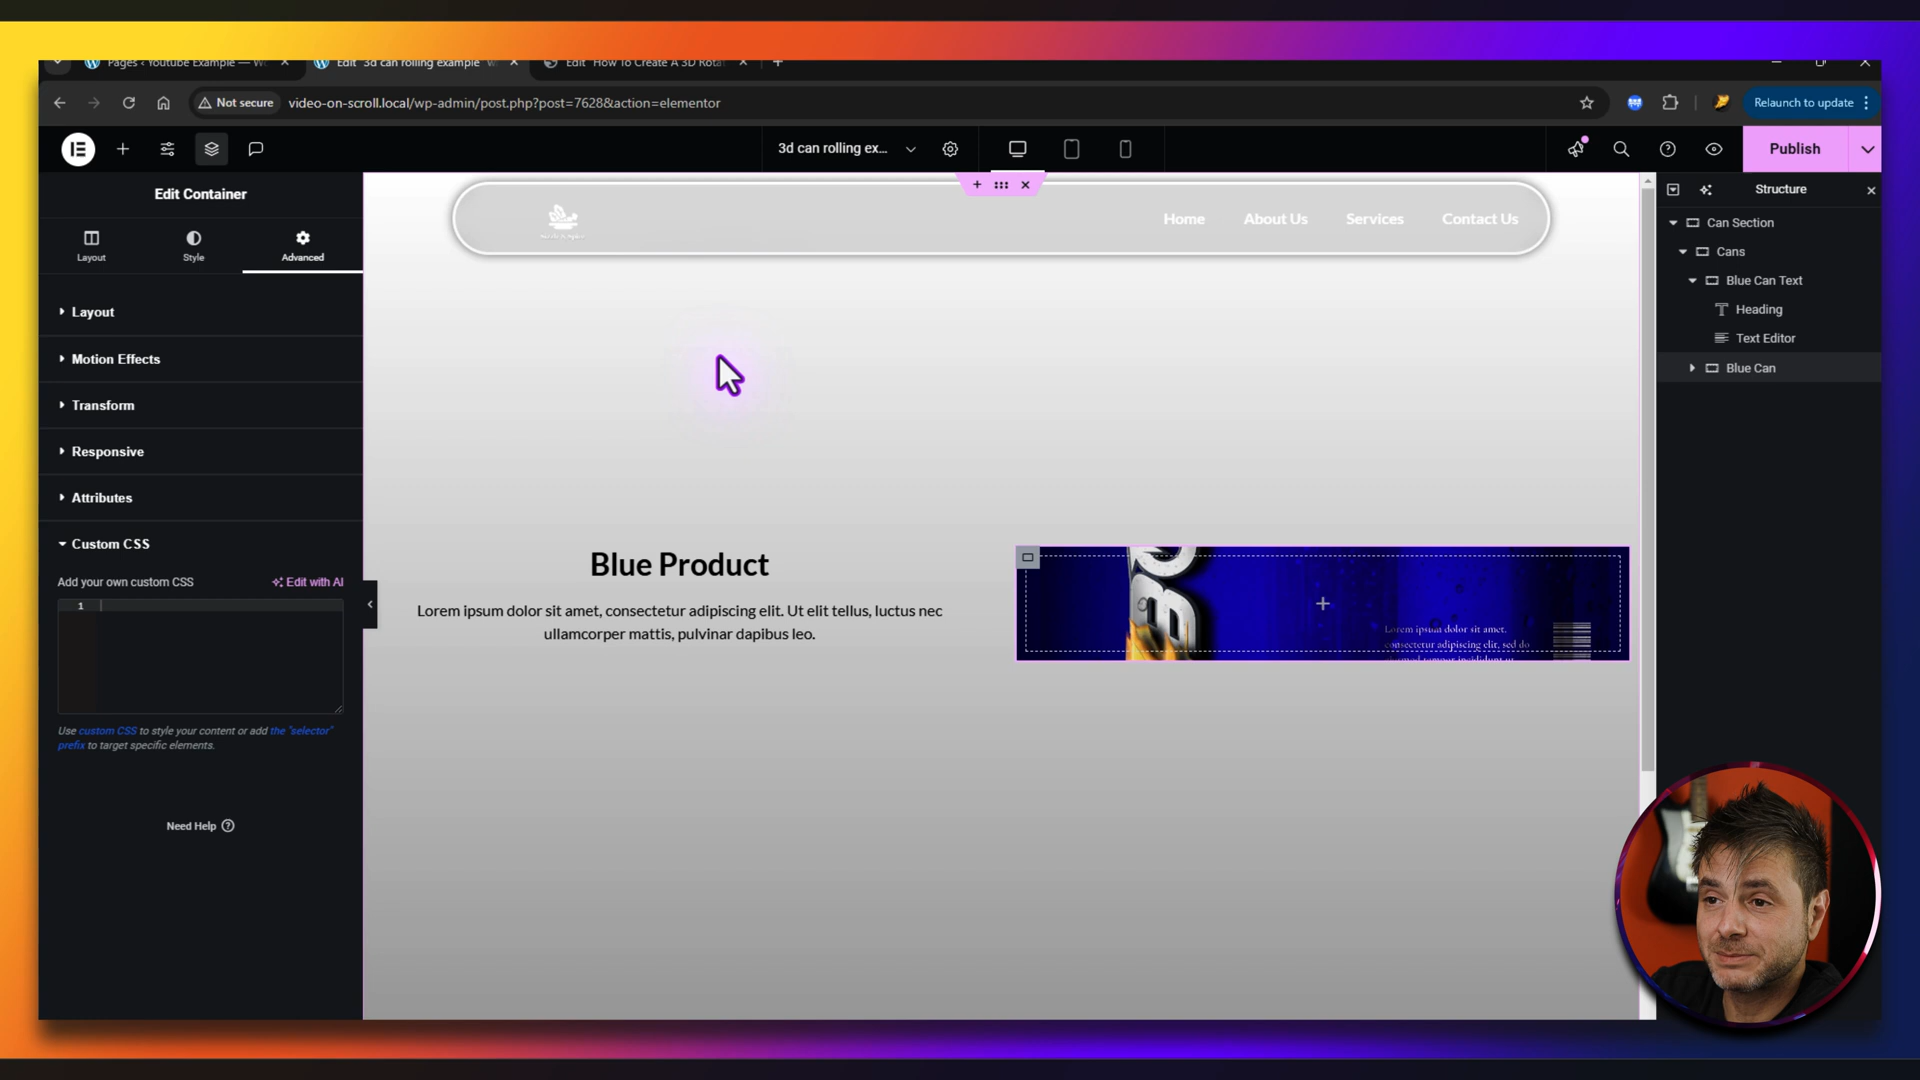 Pages ‹ Youtube Example — W
Edit "3d can rolling example" w
Edit "How To Create A 3D Rota
Not secure
video-on-scroll.local/wp-admin/post.php?post=7628&action=elementor
Relaunch to update
3d can rolling ex...
Publish
Edit Container
Layout
Style
Advanced
Layout
Motion Effects
Transform
Responsive
Attributes
Custom CSS
Add your own custom CSS
Edit with AI
1
Use custom CSS to style your content or add the "selector"
prefix to target specific elements.
Need Help
Home
About Us
Services
Contact Us
Blue Product
Lorem ipsum dolor sit amet, consectetur adipiscing elit. Ut elit tellus, luctus nec
ullamcorper mattis, pulvinar dapibus leo.
Lorem ipsum dolor sit amet,
consectetur adipiscing elit, sed do
eiusmod tempor incididunt ut
Structure
Can Section
Cans
Blue Can Text
Heading
Text Editor
Blue Can